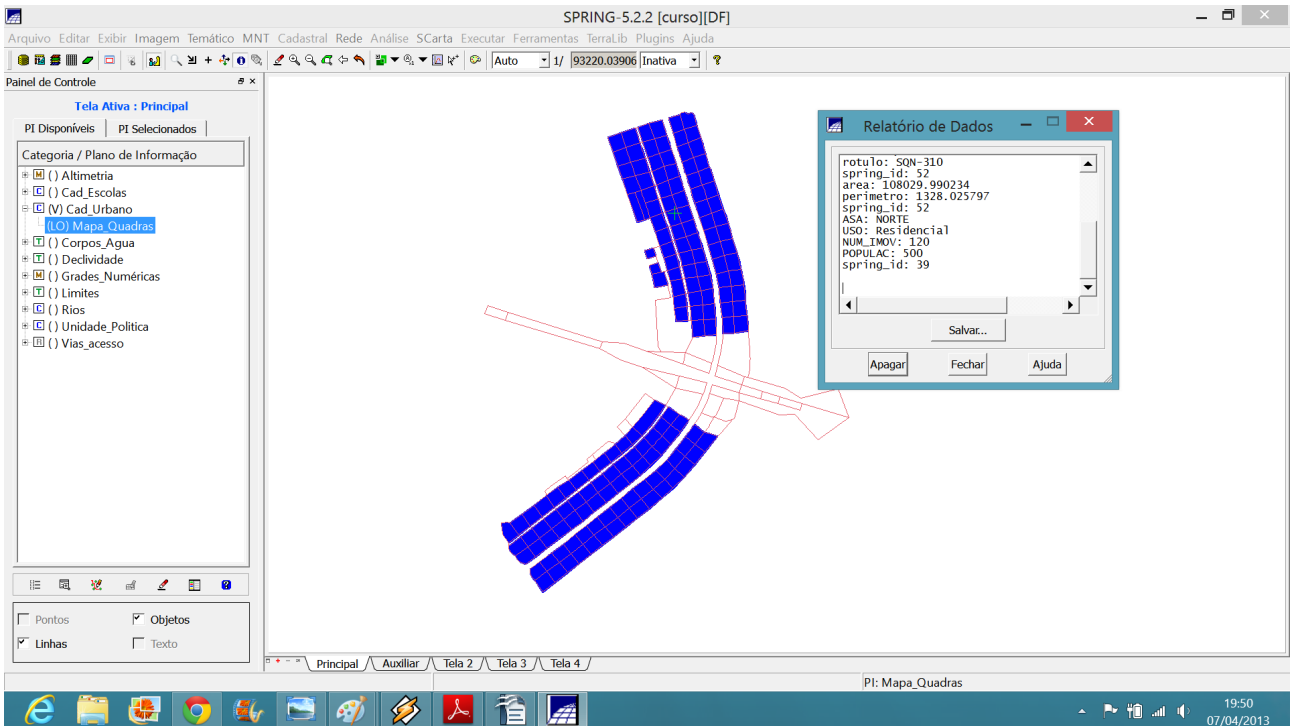 SPRING-5.2.2 [curso][DF]
Arquivo Editar Exibir Imagem Temático MNT Cadastral Rede Análise SCarta Executar Ferramentas TerraLib Plugins Ajuda
Auto 1/ 93220.03906 Inativa
Painel de Controle
Tela Ativa : Principal
PI Disponíveis PI Selecionados
Categoria / Plano de Informação
M () Altimetria
C () Cad_Escolas
C (V) Cad_Urbano
(LO) Mapa_Quadras
T () Corpos_Agua
T () Declividade
M () Grades_Numéricas
T () Limites
C () Rios
C () Unidade_Politica
R () Vias_acesso
Pontos Objetos
Linhas Texto
Relatório de Dados
rotulo: SQN-310
spring_id: 52
area: 108029.990234
perimetro: 1328.025797
spring_id: 52
ASA: NORTE
USO: Residencial
NUM_IMOV: 120
POPULAC: 500
spring_id: 39
Salvar...
Apagar Fechar Ajuda
Principal Auxiliar Tela 2 Tela 3 Tela 4
PI: Mapa_Quadras
19:50
07/04/2013